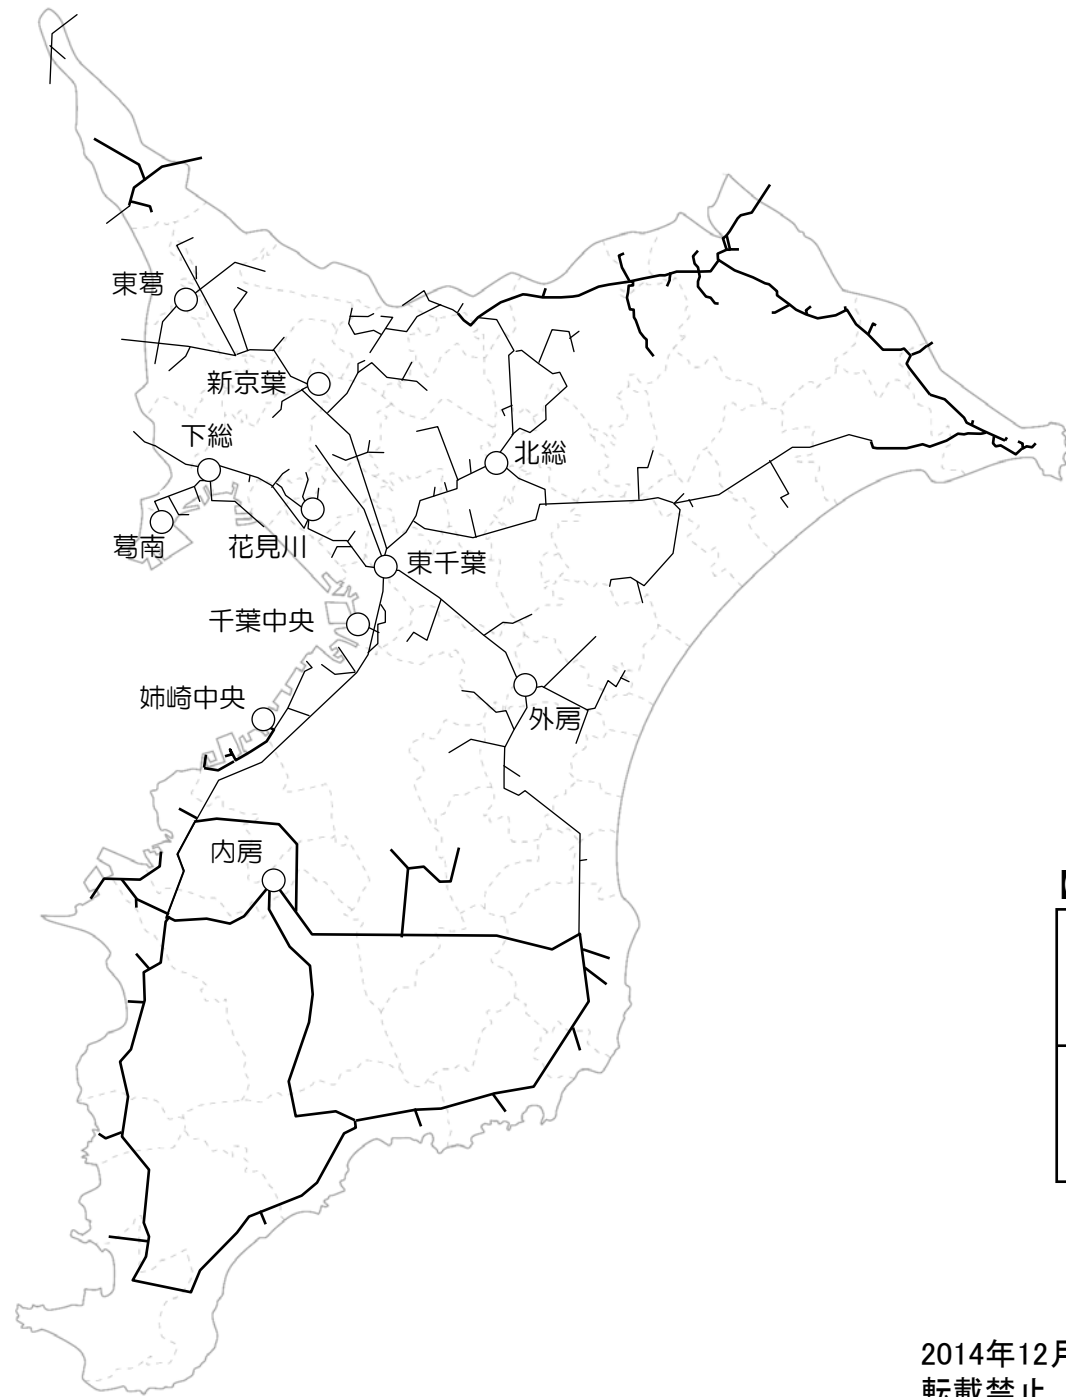 東葛
新京葉
下総
北総
葛南
花見川
東千葉
千葉中央
姉崎中央
外房
内房
2014年12月
転載禁止